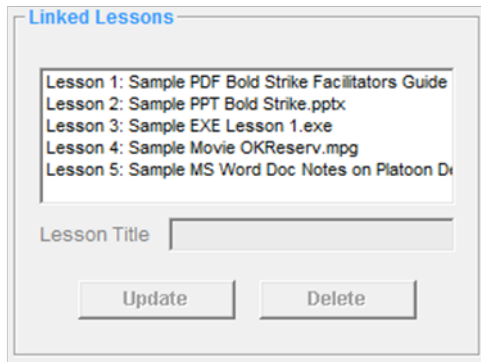 Linked Lessons
Lesson 1: Sample PDF Bold Strike Facilitators Guide
Lesson 2: Sample PPT Bold Strike.pptx
Lesson 3: Sample EXE Lesson 1.exe
Lesson 4: Sample Movie OKReserv.mpg
Lesson 5: Sample MS Word Doc Notes on Platoon
Lesson Title
Update Delete